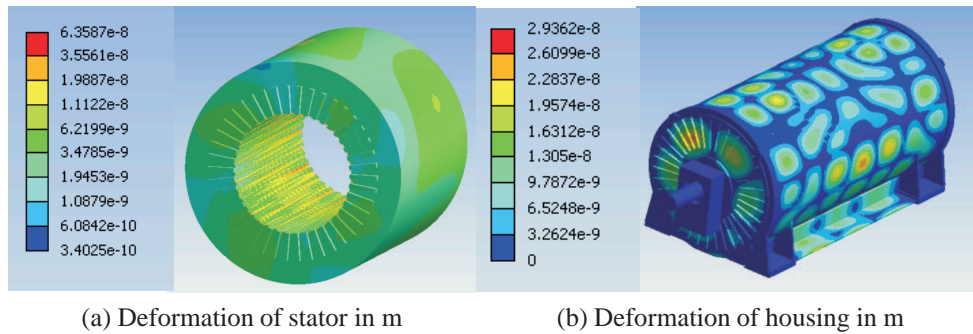 6.3587e-8
3.5561e-8
1.9887e-8
1.1122e-8
6.2199e-9
3.4785e-9
1.9453e-9
1.0879e-9
6.0842e-10
3.4025e-10
2.9362e-8
2.6099e-8
2.2837e-8
1.9574e-8
1.6312e-8
1.305e-8
9.7872e-9
6.5248e-9
3.2624e-9
0
(a) Deformation of stator in m
(b) Deformation of housing in m